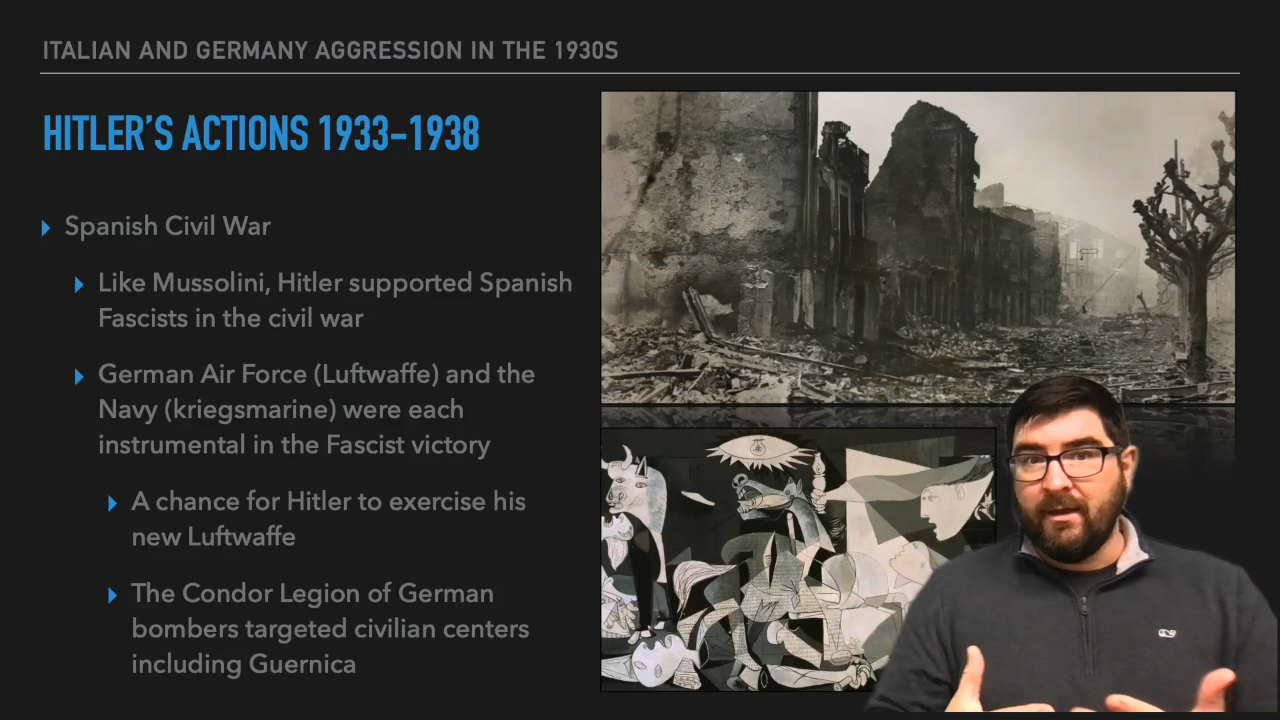 ITALIAN AND GERMANY AGGRESSION IN THE 1930S
HITLER'S ACTIONS 1933-1938
Spanish Civil War
Like Mussolini, Hitler supported Spanish
Fascists in the civil war
German Air Force (Luftwaffe) and the
Navy (kriegsmarine) were each
instrumental in the Fascist victory
A chance for Hitler to exercise his
new Luftwaffe
The Condor Legion of German
bombers targeted civilian centers
including Guernica